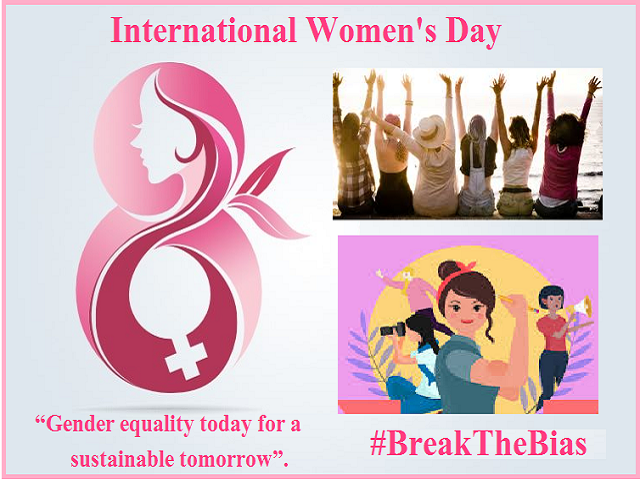 International Women's Day
“Gender equality today for a
sustainable tomorrow”.
#BreakTheBias